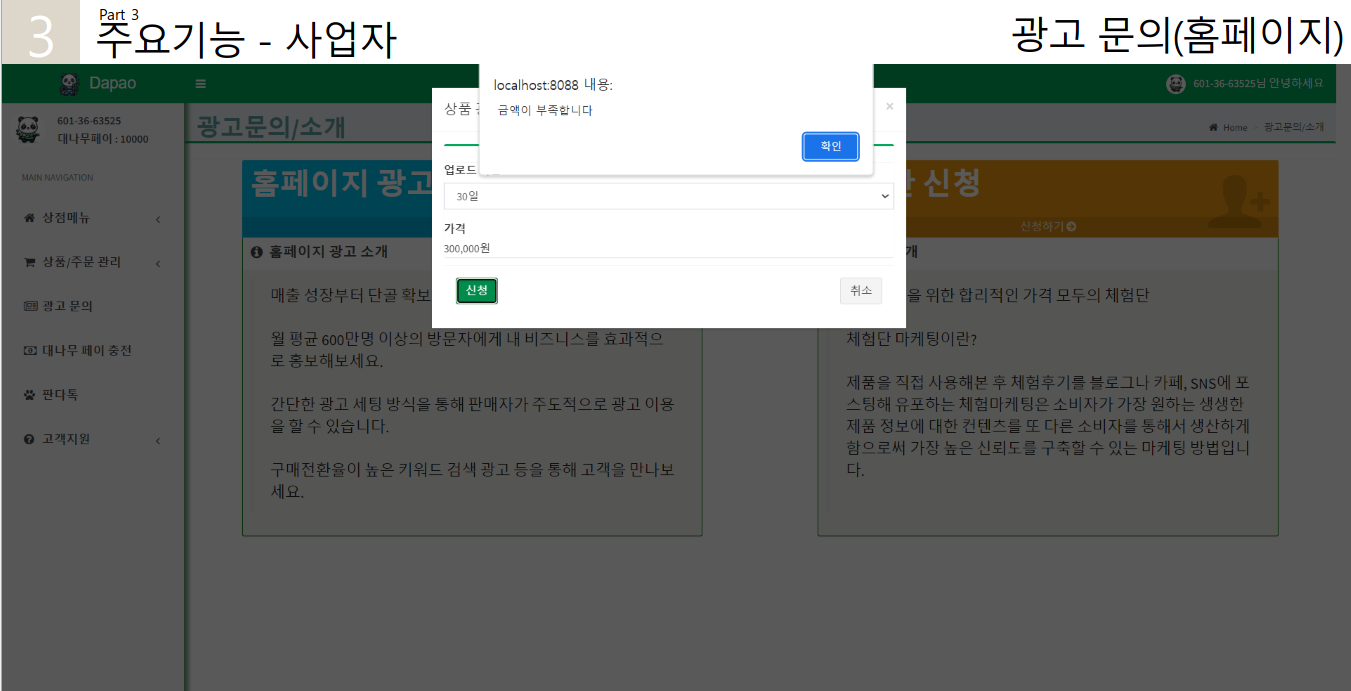 3
Part 3
주요기능 - 사업자
광고 문의(홈페이지)
Dapao
601-36-63525님 안녕하세요
601-36-63525
대나무페이 : 10000
MAIN NAVIGATION
상점메뉴
상품/주문 관리
광고 문의
대나무 페이 충전
판다톡
고객지원
광고문의/소개
Home > 광고문의/소개
localhost:8088 내용:
금액이 부족합니다
확인
상품
×
업로드
30일
가격
300,000원
신청
취소
홈페이지 광고
홈페이지 광고 소개
매출 성장부터 단골 확보
월 평균 600만명 이상의 방문자에게 내 비즈니스를 효과적으
로 홍보해보세요.
간단한 광고 세팅 방식을 통해 판매자가 주도적으로 광고 이용
을 할 수 있습니다.
구매전환율이 높은 키워드 검색 광고 등을 통해 고객을 만나보
세요.
신청
신청하기
개
을 위한 합리적인 가격 모두의 체험단
체험단 마케팅이란?
제품을 직접 사용해본 후 체험후기를 블로그나 카페, SNS에 포
스팅해 유포하는 체험마케팅은 소비자가 가장 원하는 생생한
제품 정보에 대한 컨텐츠를 또 다른 소비자를 통해서 생산하게
함으로써 가장 높은 신뢰도를 구축할 수 있는 마케팅 방법입니
다.